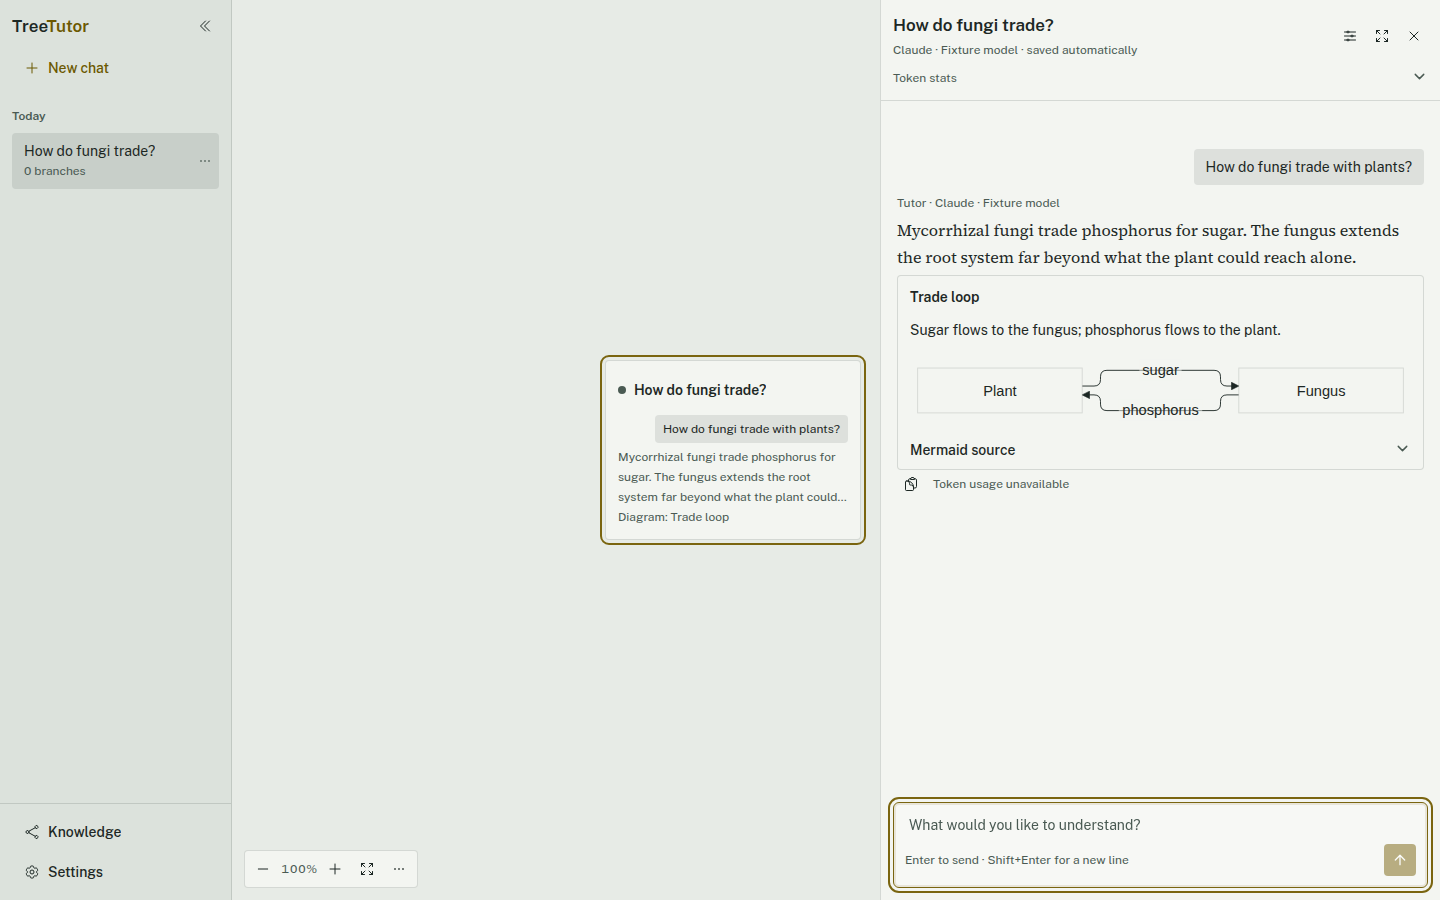 TreeTutor
New chat
Today
How do fungi trade?
0 branches
Knowledge
Settings
How do fungi trade?
How do fungi trade with plants?
Mycorrhizal fungi trade phosphorus for
sugar. The fungus extends the root
system far beyond what the plant could...
Diagram: Trade loop
100%
How do fungi trade?
Claude · Fixture model · saved automatically
Token stats
How do fungi trade with plants?
Tutor · Claude · Fixture model
Mycorrhizal fungi trade phosphorus for sugar. The fungus extends
the root system far beyond what the plant could reach alone.
Trade loop
Sugar flows to the fungus; phosphorus flows to the plant.
sugar
Plant
Fungus
phosphorus
Mermaid source
Token usage unavailable
What would you like to understand?
Enter to send · Shift+Enter for a new line